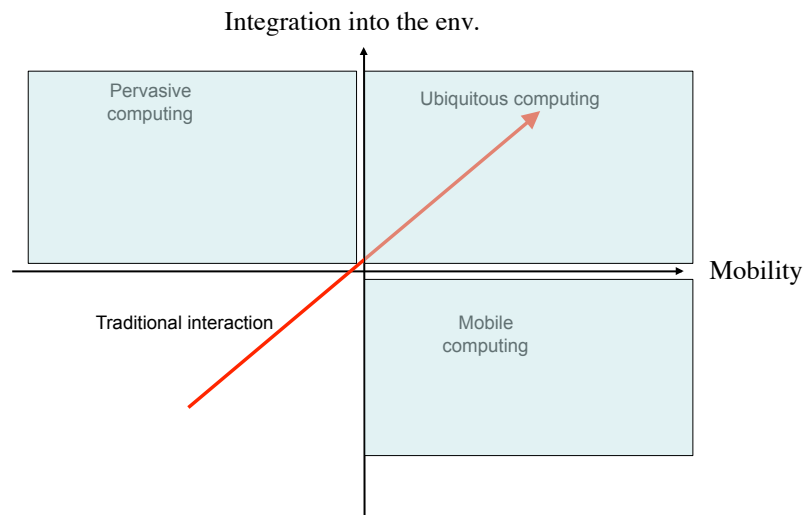 Integration into the env.
Pervasive
computing
Ubiquitous computing
Mobility
Traditional interaction
Mobile
computing